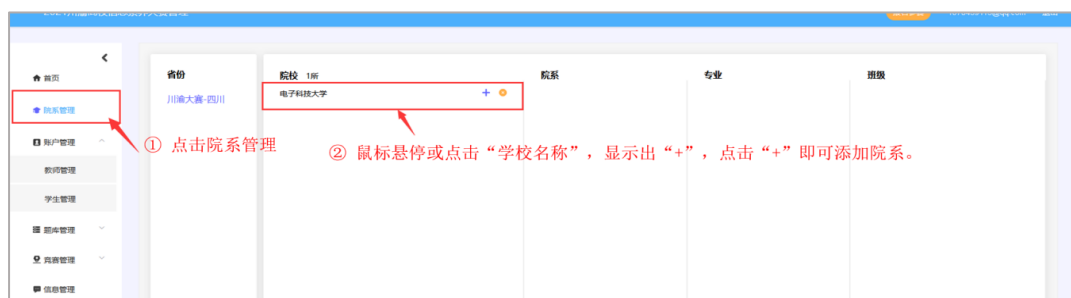 首页
院系管理
账户管理
教师管理
学生管理
题库管理
竞赛管理
信息管理
省份
川渝大赛-四川
院校 1所
电子科技大学
院系
专业
班级
① 点击院系管理
② 鼠标悬停或点击“学校名称”，显示出“+”，点击“+”即可添加院系。